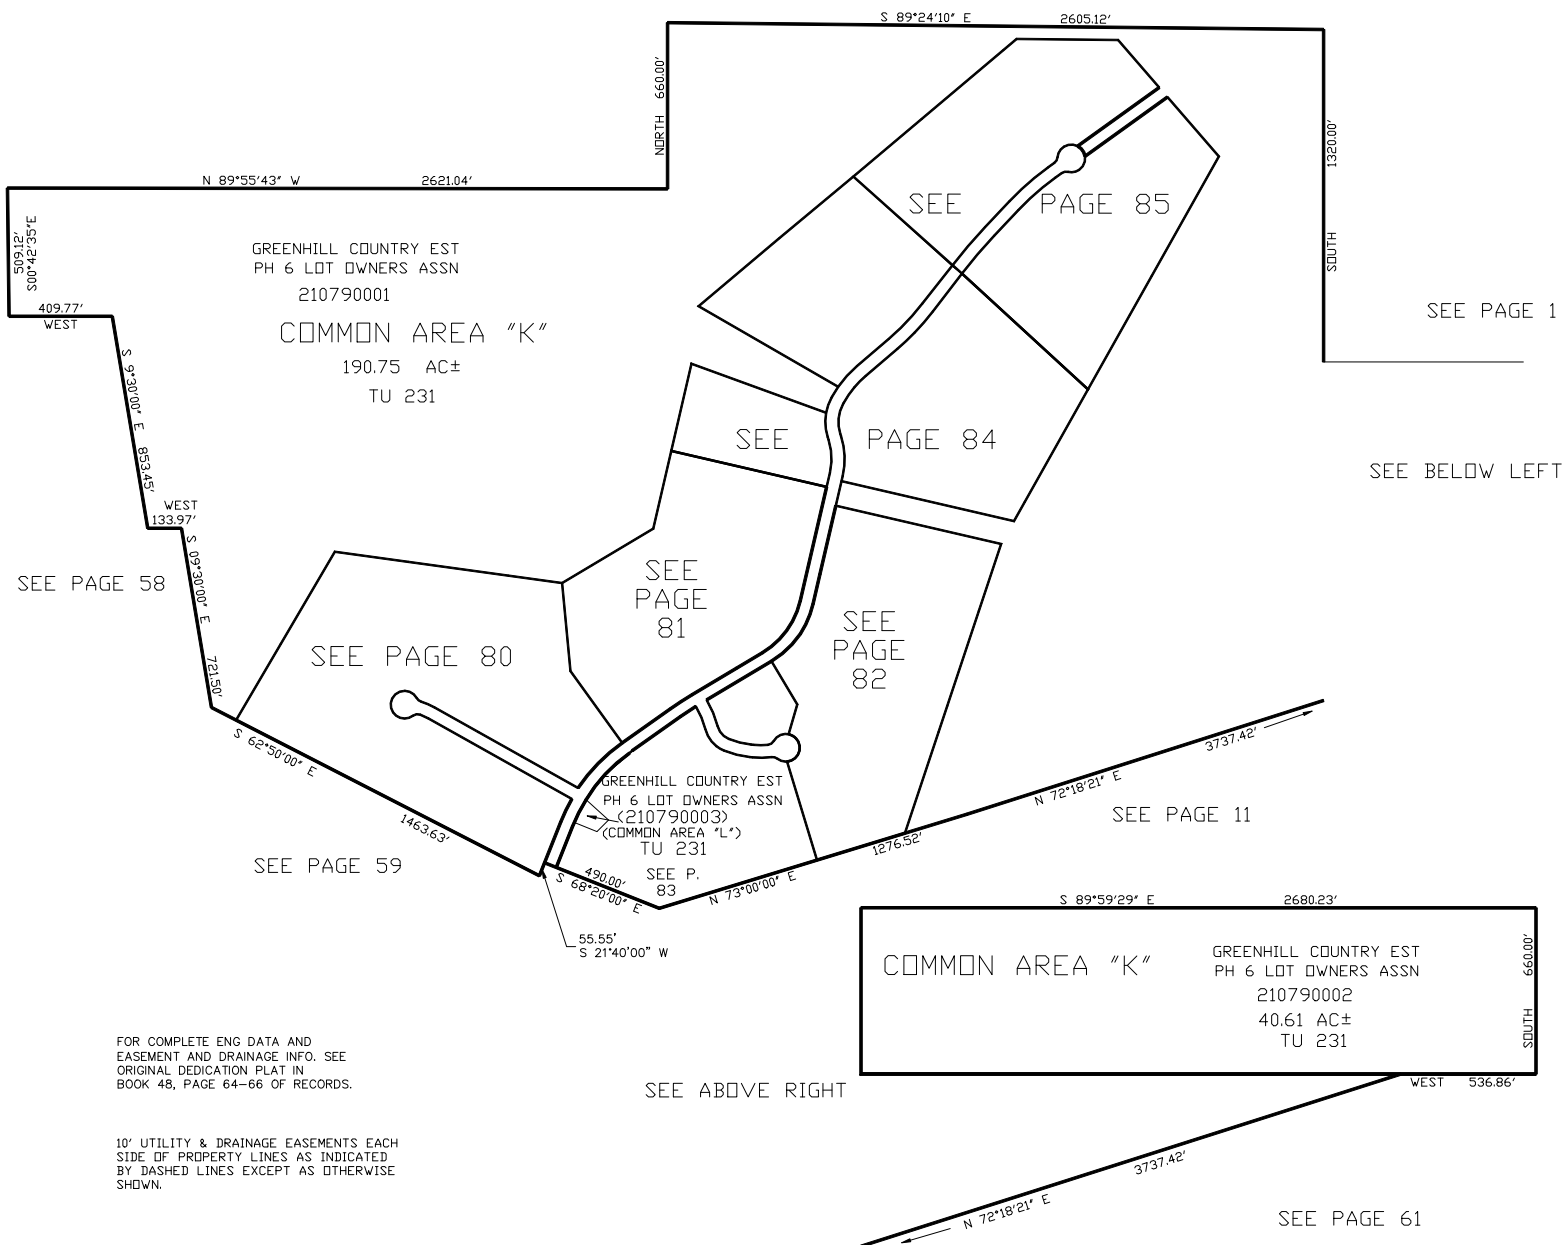 S 89°24'10" E 2605.12'
NORTH 660.00'
1320.00'
SOUTH
N 89°55'43" W 2621.04'
509.12'
S00°42'35"E
409.77'
WEST
GREENHILL COUNTRY EST
PH 6 LOT OWNERS ASSN
210790001
COMMON AREA "K"
190.75 AC±
TU 231
SEE PAGE 85
SEE PAGE 1
S 9°30'00" E 853.45'
SEE PAGE 84
SEE BELOW LEFT
WEST
133.97'
S 09°30'00" E 721.50'
SEE PAGE 58
SEE
PAGE
81
SEE
PAGE
82
SEE PAGE 80
S 62°50'00" E 1463.63'
SEE PAGE 59
GREENHILL COUNTRY EST
PH 6 LOT OWNERS ASSN
(210790003)
(COMMON AREA "L")
TU 231
SEE P.
83
490.00'
S 68°20'00" E
55.55'
S 21°40'00" W
N 73°00'00" E 1276.52'
N 72°18'21" E 3737.42'
SEE PAGE 11
S 89°59'29" E 2680.23'
COMMON AREA "K"
GREENHILL COUNTRY EST
PH 6 LOT OWNERS ASSN
210790002
40.61 AC±
TU 231
SOUTH 660.00'
WEST 536.86'
SEE ABOVE RIGHT
N 72°18'21" E 3737.42'
SEE PAGE 61
FOR COMPLETE ENG DATA AND
EASEMENT AND DRAINAGE INFO. SEE
ORIGINAL DEDICATION PLAT IN
BOOK 48, PAGE 64-66 OF RECORDS.
10' UTILITY & DRAINAGE EASEMENTS EACH
SIDE OF PROPERTY LINES AS INDICATED
BY DASHED LINES EXCEPT AS OTHERWISE
SHOWN.